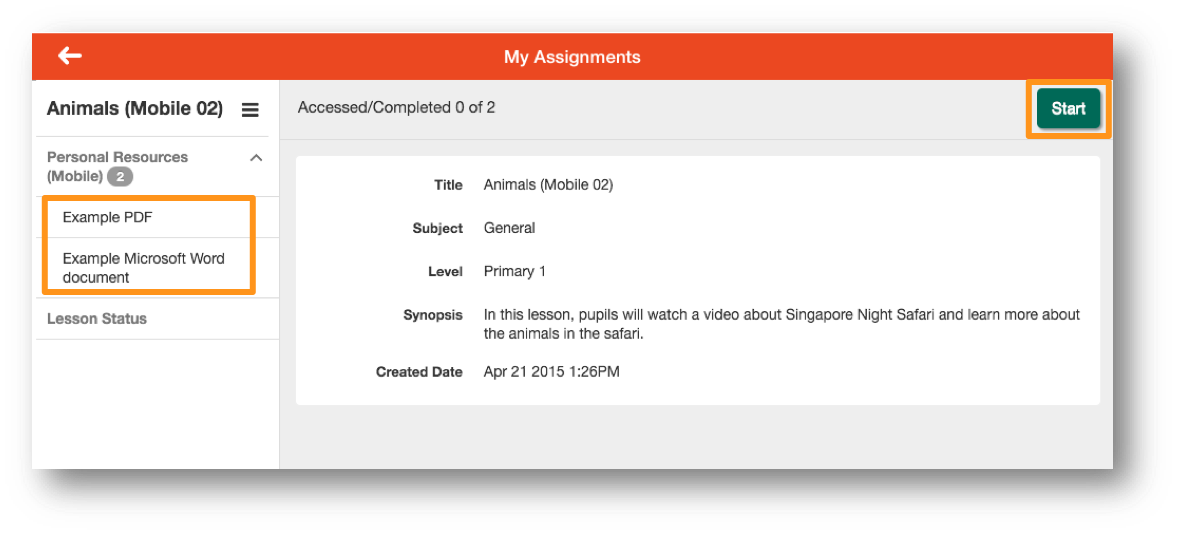 My Assignments
Animals (Mobile 02)
Personal Resources
(Mobile) 2
Example PDF
Example Microsoft Word
document
Lesson Status
Accessed/Completed 0 of 2
Start
Title Animals (Mobile 02)
Subject General
Level Primary 1
Synopsis In this lesson, pupils will watch a video about Singapore Night Safari and learn more about
the animals in the safari.
Created Date Apr 21 2015 1:26PM